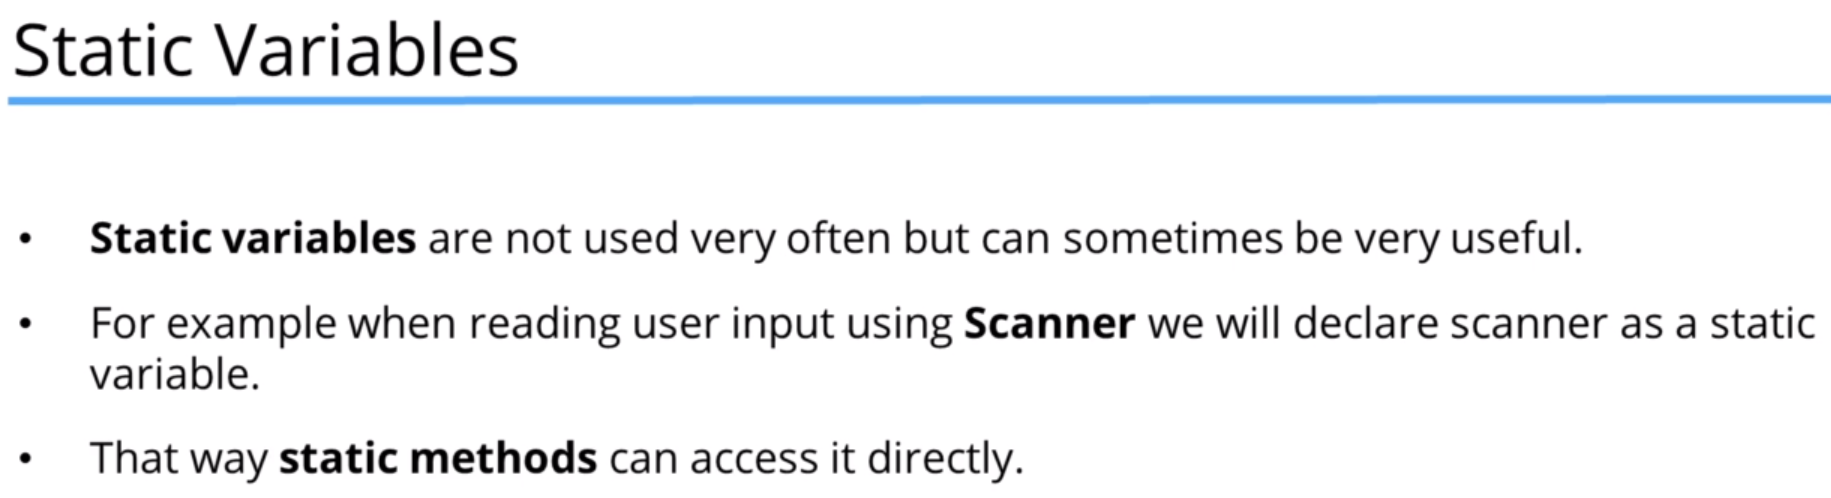 Static Variables
• Static variables are not used very often but can sometimes be very useful.
• For example when reading user input using Scanner we will declare scanner as a static
variable.
• That way static methods can access it directly.